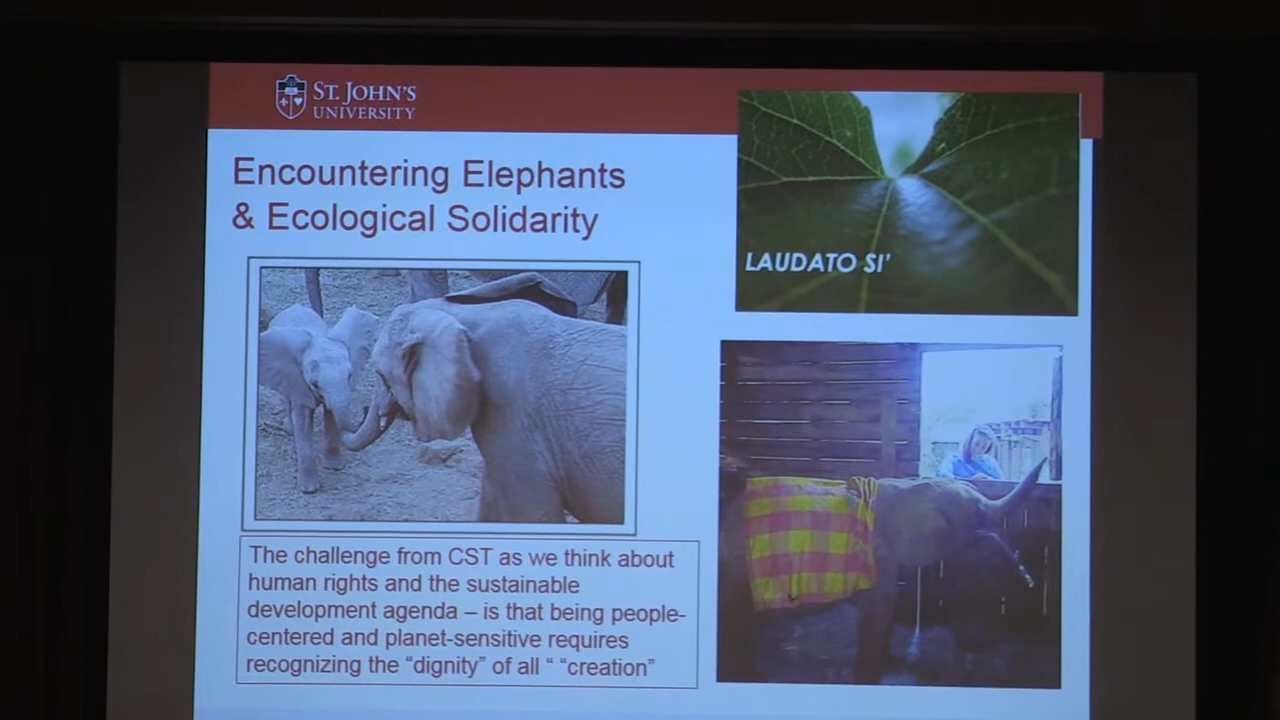 ST. JOHN'S
UNIVERSITY
Encountering Elephants
& Ecological Solidarity
LAUDATO SI'
The challenge from CST as we think about
human rights and the sustainable
development agenda – is that being people-
centered and planet-sensitive requires
recognizing the “dignity” of all “ “creation”